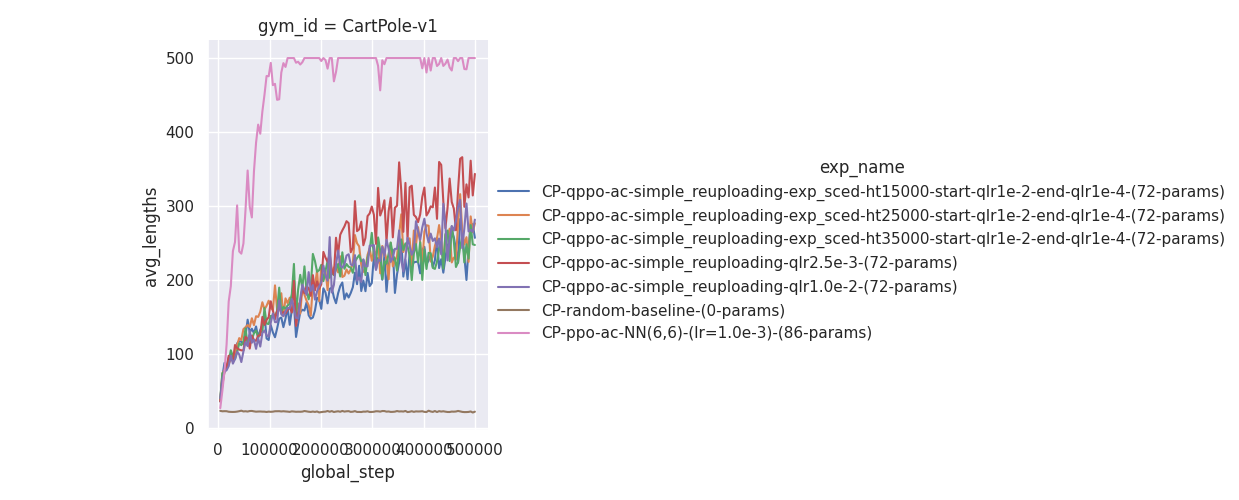 gym_id = CartPole-v1
500
400
300
200
100
0
avg_lengths
0
100000
200000
300000
400000
500000
global_step
exp_name
CP-qppo-ac-simple_reuploading-exp_sced-ht15000-start-qlr1e-2-end-qlr1e-4-(72-params)
CP-qppo-ac-simple_reuploading-exp_sced-ht25000-start-qlr1e-2-end-qlr1e-4-(72-params)
CP-qppo-ac-simple_reuploading-exp_sced-ht35000-start-qlr1e-2-end-qlr1e-4-(72-params)
CP-qppo-ac-simple_reuploading-qlr2.5e-3-(72-params)
CP-qppo-ac-simple_reuploading-qlr1.0e-2-(72-params)
CP-random-baseline-(0-params)
CP-ppo-ac-NN(6,6)-(lr=1.0e-3)-(86-params)